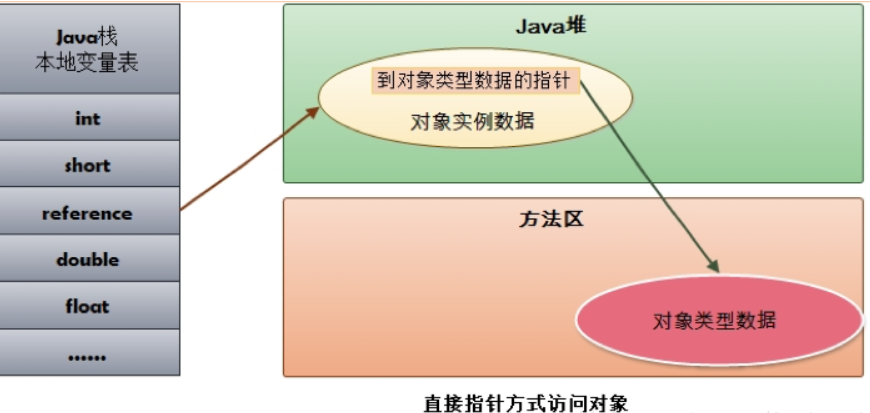 Java栈
本地变量表
int
short
reference
double
float
......
Java堆
到对象类型数据的指针
对象实例数据
方法区
对象类型数据
直接指针方式访问对象